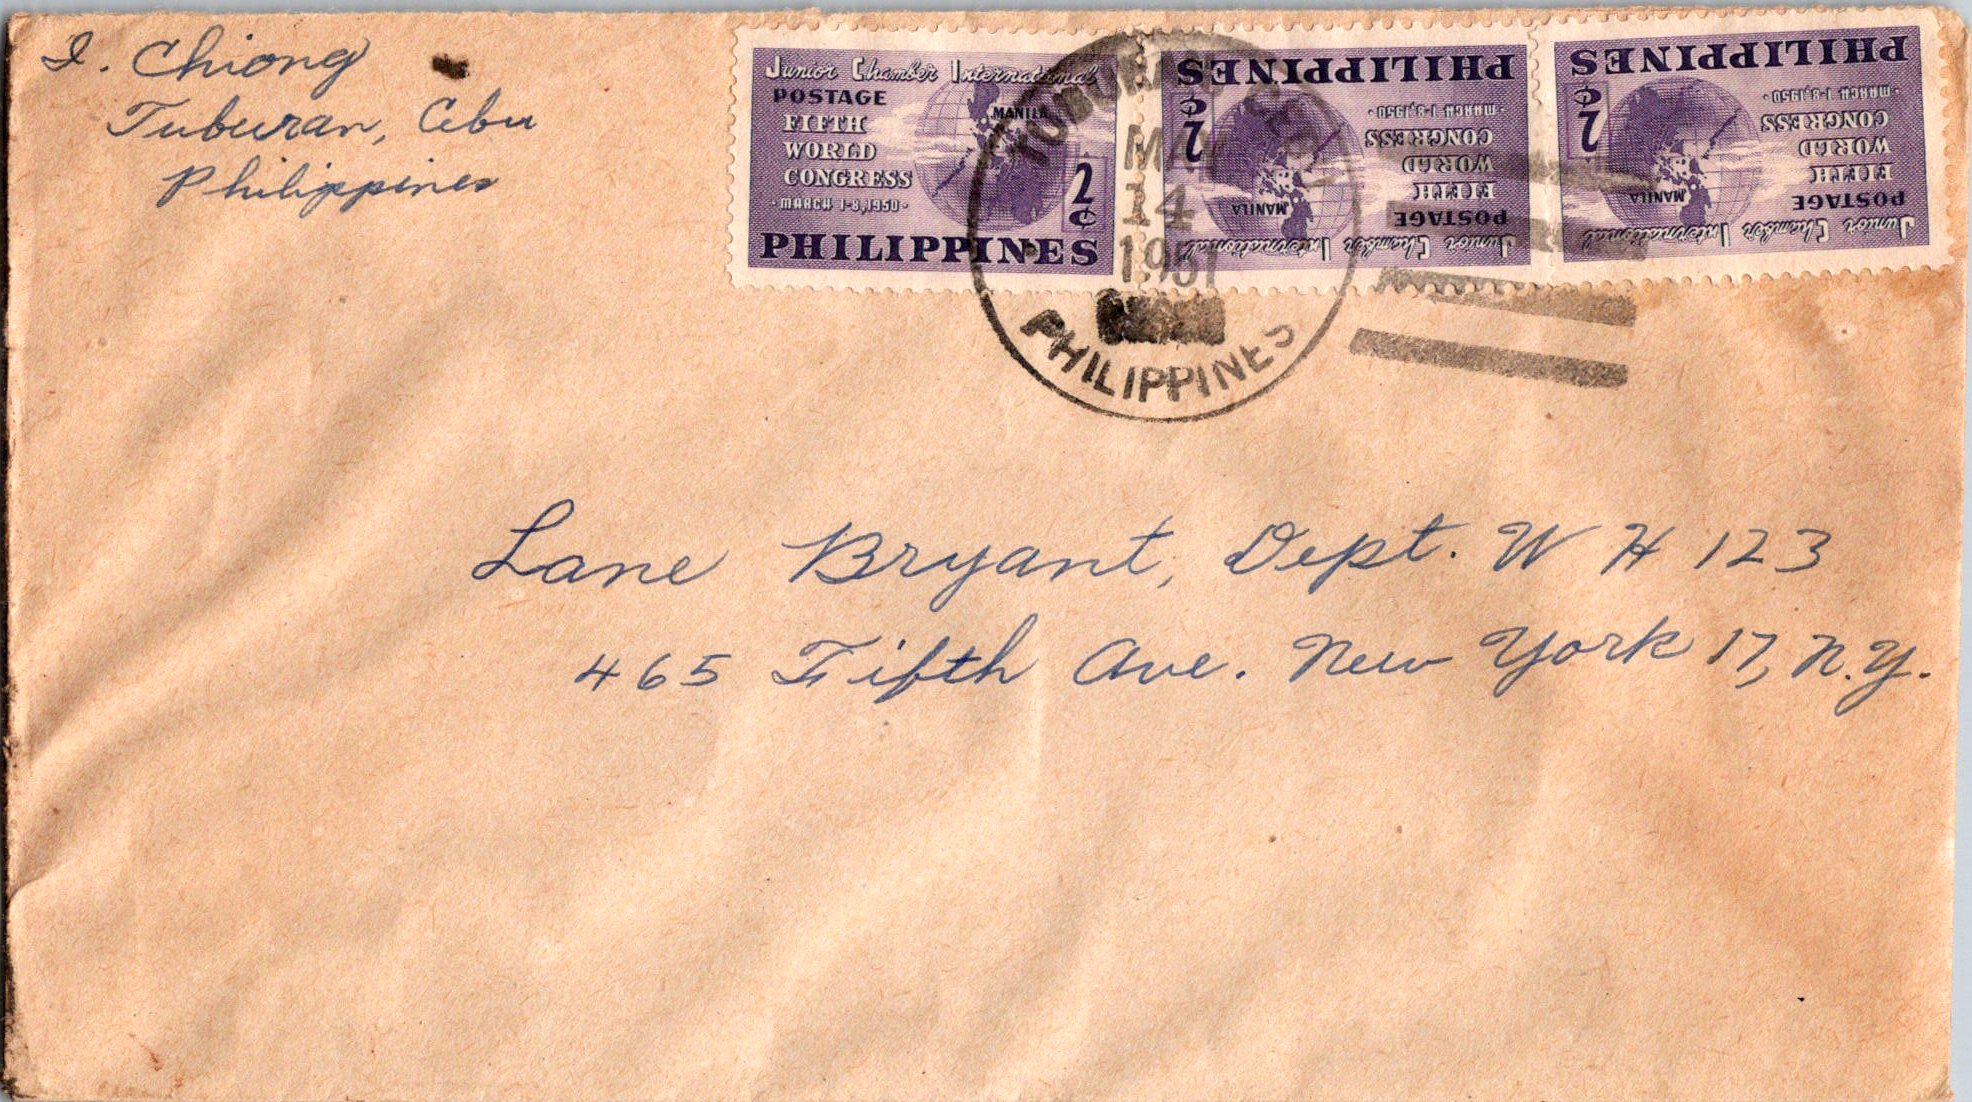 I. Chiong
Tuburan, Cebu
Philippines
Junior Chamber International
POSTAGE
FIFTH
WORLD
CONGRESS
· MARCH 1-8, 1950 ·
MANILA
2¢
PHILIPPINES
Junior Chamber International
POSTAGE
FIFTH
WORLD
CONGRESS
· MARCH 1-8, 1950 ·
MANILA
2¢
PHILIPPINES
Junior Chamber International
POSTAGE
FIFTH
WORLD
CONGRESS
· MARCH 1-8, 1950 ·
MANILA
2¢
PHILIPPINES
TUBURAN
14
1951
PHILIPPINES
Lane Bryant, Dept. W H 123
465 Fifth Ave. New York 17, N.Y.